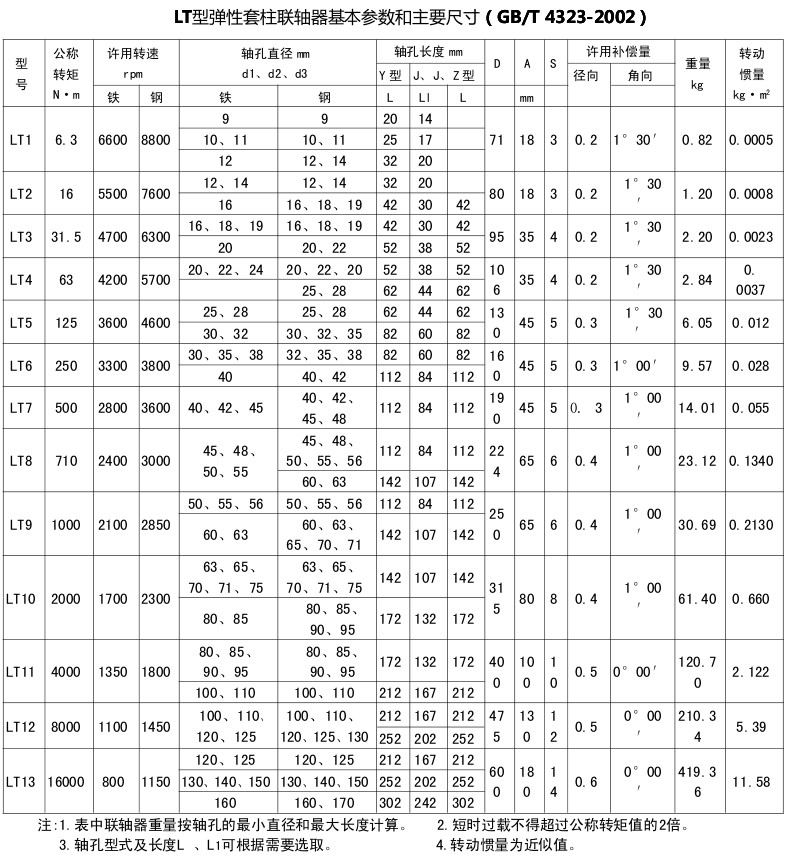 LT型弹性套柱联轴器基本参数和主要尺寸（GB/T 4323-2002）
型号 公称转矩 N·m 许用转速 rpm 轴孔直径 mm d1、d2、d3 轴孔长度 mm D A S 许用补偿量 重量 kg 转动惯量 kg·m²
Y型 J、J、Z型 径向 角向
铁 钢 铁 钢 L L1 L mm
LT1 6.3 6600 8800 9 9 20 14 71 18 3 0.2 1°30′ 0.82 0.0005
10、11 10、11 25 17
12 12、14 32 20
LT2 16 5500 7600 12、14 12、14 32 20 80 18 3 0.2 1°30′ 1.20 0.0008
16 16、18、19 42 30 42
LT3 31.5 4700 6300 16、18、19 16、18、19 42 30 42 95 35 4 0.2 1°30′ 2.20 0.0023
20 20、22 52 38 52
LT4 63 4200 5700 20、22、24 20、22、20 52 38 52 106 35 4 0.2 1°30′ 2.84 0.0037
25、28 62 44 62
LT5 125 3600 4600 25、28 25、28 62 44 62 130 45 5 0.3 1°30′ 6.05 0.012
30、32 30、32、35 82 60 82
LT6 250 3300 3800 30、35、38 32、35、38 82 60 82 160 45 5 0.3 1°00′ 9.57 0.028
40 40、42 112 84 112
LT7 500 2800 3600 40、42、45 40、42、45、48 112 84 112 190 45 5 0. 3 1°00′ 14.01 0.055
LT8 710 2400 3000 45、48、50、55 45、48、50、55、56 112 84 112 224 65 6 0.4 1°00′ 23.12 0.1340
60、63 142 107 142
LT9 1000 2100 2850 50、55、56 50、55、56 112 84 112 250 65 6 0.4 1°00′ 30.69 0.2130
60、63 60、63、65、70、71 142 107 142
LT10 2000 1700 2300 63、65、70、71、75 63、65、70、71、75 142 107 142 315 80 8 0.4 1°00′ 61.40 0.660
80、85 80、85、90、95 172 132 172
LT11 4000 1350 1800 80、85、90、95 80、85、90、95 172 132 172 400 100 10 0.5 0°00′ 120.70 2.122
100、110 100、110 212 167 212
LT12 8000 1100 1450 100、110、120、125 100、110、120、125、130 212 167 212 475 130 12 0.5 0°00′ 210.34 5.39
252 202 252
LT13 16000 800 1150 120、125 120、125 212 167 212 600 180 14 0.6 0°00′ 419.36 11.58
130、140、150 130、140、150 252 202 252
160 160、170 302 242 302
注:1.表中联轴器重量按轴孔的最小直径和最大长度计算。 2.短时过载不得超过公称转矩值的2倍。
3.轴孔型式及长度L 、L1可根据需要选取。 4.转动惯量为近似值。